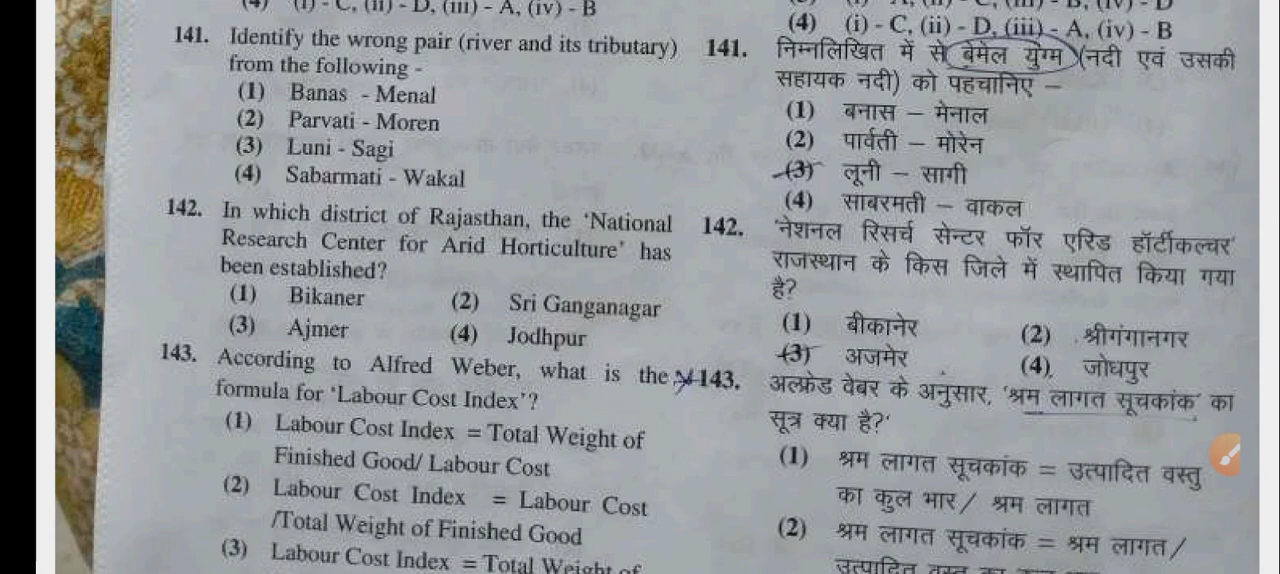 (4) (i) - C, (ii) - D, (iii) - A, (iv) - B
141. Identify the wrong pair (river and its tributary)
from the following -
(1) Banas - Menal
(2) Parvati - Moren
(3) Luni - Sagi
(4) Sabarmati - Wakal
142. In which district of Rajasthan, the ‘National
Research Center for Arid Horticulture’ has
been established?
(1) Bikaner (2) Sri Ganganagar
(3) Ajmer (4) Jodhpur
143. According to Alfred Weber, what is the
formula for ‘Labour Cost Index’?
(1) Labour Cost Index = Total Weight of
Finished Good/ Labour Cost
(2) Labour Cost Index = Labour Cost
/Total Weight of Finished Good
(3) Labour Cost Index = Total Weight of
(4) (i) - C, (ii) - D, (iii) - A, (iv) - B
141. निम्नलिखित में से बेमेल युग्म (नदी एवं उसकी
सहायक नदी) को पहचानिए –
(1) बनास – मेनाल
(2) पार्वती – मोरेन
(3) लूनी – सागी
(4) साबरमती – वाकल
142. ‘नेशनल रिसर्च सेन्टर फॉर एरिड हॉर्टीकल्चर’
राजस्थान के किस जिले में स्थापित किया गया
है?
(1) बीकानेर (2) श्रीगंगानगर
(3) अजमेर (4) जोधपुर
143. अल्फ्रेड वेबर के अनुसार, ‘श्रम लागत सूचकांक’ का
सूत्र क्या है?’
(1) श्रम लागत सूचकांक = उत्पादित वस्तु
का कुल भार/ श्रम लागत
(2) श्रम लागत सूचकांक = श्रम लागत/
उत्पादित वस्तु का कुल